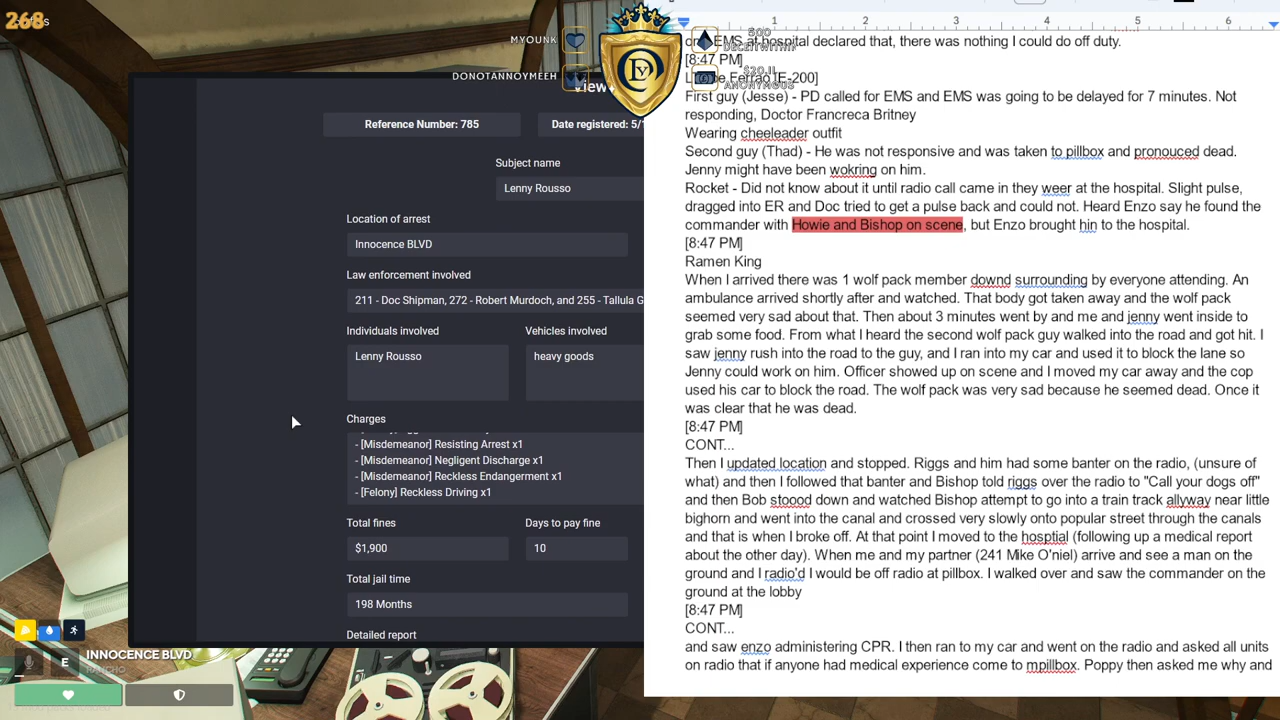 268
MYOUNK
DONOTANNOYMEEH
DY
500
DECEITWITHIN
$20.11
ANONYMOUS
View
Reference Number: 785
Date registered: 5/1
Subject name
Lenny Rousso
Location of arrest
Innocence BLVD
Law enforcement involved
211 - Doc Shipman, 272 - Robert Murdoch, and 255 - Tallula G
Individuals involved
Vehicles involved
Lenny Rousso
heavy goods
Charges
- [Misdemeanor] Resisting Arrest x1
- [Misdemeanor] Negligent Discharge x1
- [Misdemeanor] Reckless Endangerment x1
- [Felony] Reckless Driving x1
Total fines
Days to pay fine
$1,900
10
Total jail time
198 Months
Detailed report
E
INNOCENCE BLVD
RANCHO
1 2 3 4 5 6
EMS at hospital declared that, there was nothing I could do off duty.
[8:47 PM]
Ferrao [E-200]
First guy (Jesse) - PD called for EMS and EMS was going to be delayed for 7 minutes. Not
responding, Doctor Francreca Britney
Wearing cheeleader outfit
Second guy (Thad) - He was not responsive and was taken to pillbox and pronouced dead.
Jenny might have been wokring on him.
Rocket - Did not know about it until radio call came in they weer at the hospital. Slight pulse,
dragged into ER and Doc tried to get a pulse back and could not. Heard Enzo say he found the
commander with Howie and Bishop on scene, but Enzo brought hin to the hospital.
[8:47 PM]
Ramen King
When I arrived there was 1 wolf pack member downd surrounding by everyone attending. An
ambulance arrived shortly after and watched. That body got taken away and the wolf pack
seemed very sad about that. Then about 3 minutes went by and me and jenny went inside to
grab some food. From what I heard the second wolf pack guy walked into the road and got hit. I
saw jenny rush into the road to the guy, and I ran into my car and used it to block the lane so
Jenny could work on him. Officer showed up on scene and I moved my car away and the cop
used his car to block the road. The wolf pack was very sad because he seemed dead. Once it
was clear that he was dead.
[8:47 PM]
CONT...
Then I updated location and stopped. Riggs and him had some banter on the radio, (unsure of
what) and then I followed that banter and Bishop told riggs over the radio to "Call your dogs off"
and then Bob stoood down and watched Bishop attempt to go into a train track allyway near little
bighorn and went into the canal and crossed very slowly onto popular street through the canals
and that is when I broke off. At that point I moved to the hosptial (following up a medical report
about the other day). When me and my partner (241 Mike O'niel) arrive and see a man on the
ground and I radio'd I would be off radio at pillbox. I walked over and saw the commander on the
ground at the lobby
[8:47 PM]
CONT...
and saw enzo administering CPR. I then ran to my car and went on the radio and asked all units
on radio that if anyone had medical experience come to mpillbox. Poppy then asked me why and